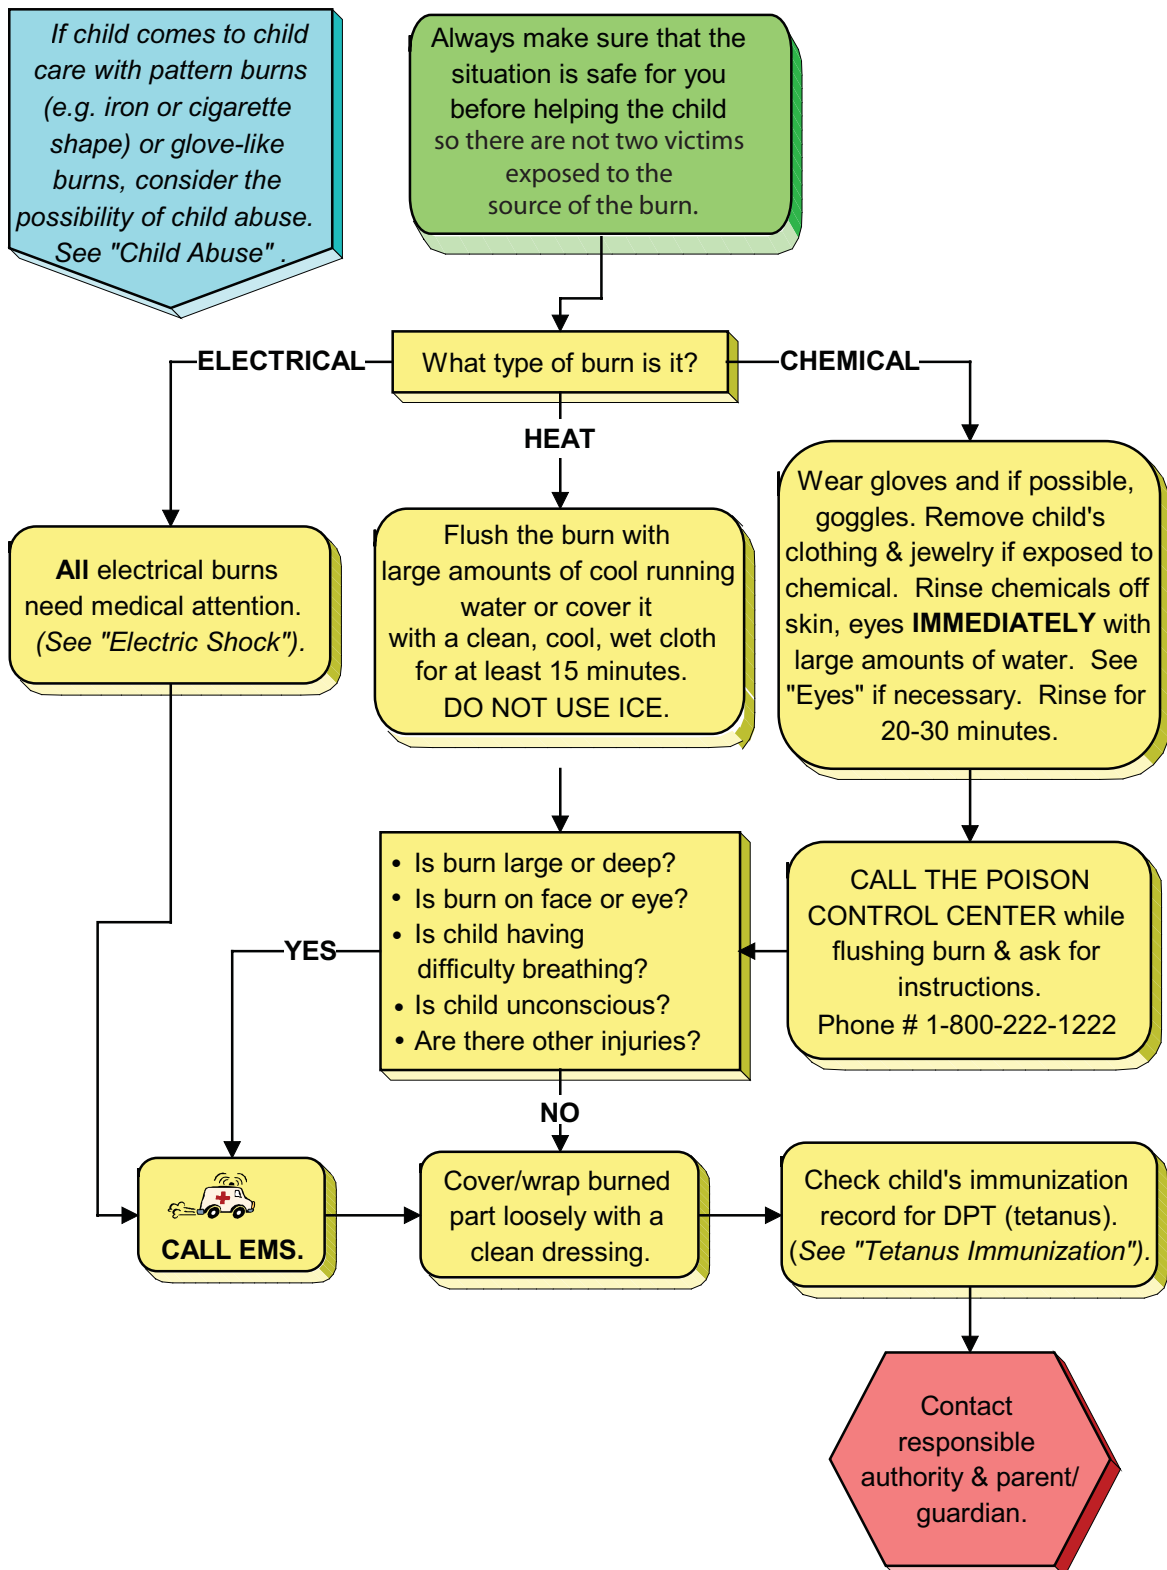 If child comes to child
care with pattern burns
(e.g. iron or cigarette
shape) or glove-like
burns, consider the
possibility of child abuse.
See "Child Abuse" .
Always make sure that the
situation is safe for you
before helping the child
so there are not two victims
exposed to the
source of the burn.
ELECTRICAL
What type of burn is it?
CHEMICAL
HEAT
All electrical burns
need medical attention.
(See "Electric Shock").
Flush the burn with
large amounts of cool running
water or cover it
with a clean, cool, wet cloth
for at least 15 minutes.
DO NOT USE ICE.
Wear gloves and if possible,
goggles. Remove child's
clothing & jewelry if exposed to
chemical. Rinse chemicals off
skin, eyes IMMEDIATELY with
large amounts of water. See
"Eyes" if necessary. Rinse for
20-30 minutes.
• Is burn large or deep?
• Is burn on face or eye?
• Is child having
difficulty breathing?
• Is child unconscious?
• Are there other injuries?
CALL THE POISON
CONTROL CENTER while
flushing burn & ask for
instructions.
Phone # 1-800-222-1222
YES
NO
CALL EMS.
Cover/wrap burned
part loosely with a
clean dressing.
Check child's immunization
record for DPT (tetanus).
(See "Tetanus Immunization").
Contact
responsible
authority & parent/
guardian.